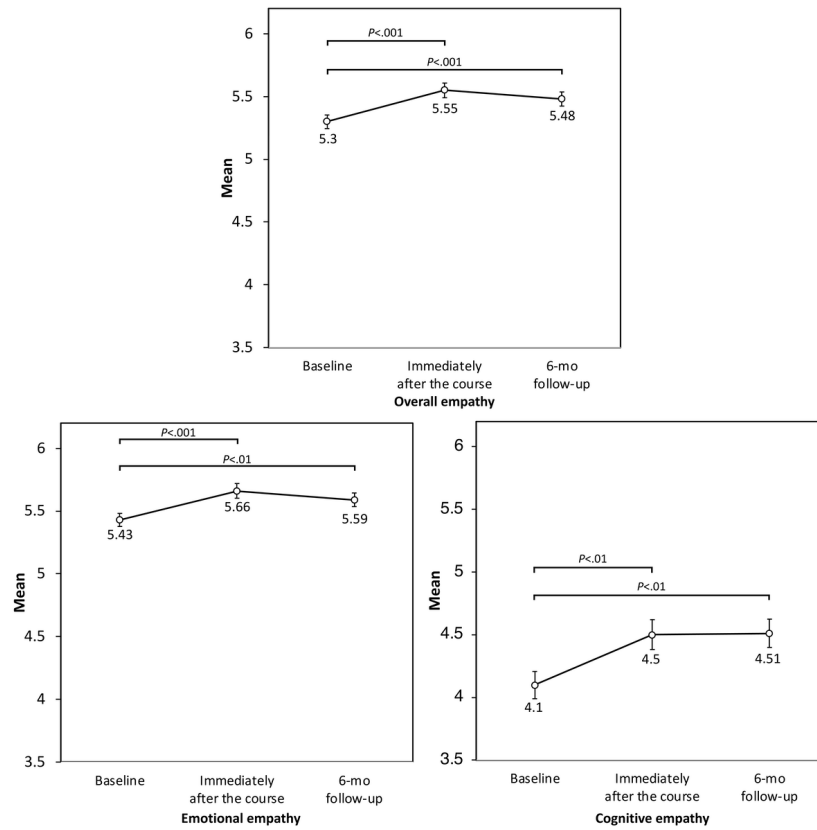 6
5.5
5
4.5
4
3.5
Mean
P<.001
P<.001
5.3
5.55
5.48
Baseline
Immediately
after the course
6-mo
follow-up
Overall empathy
6
5.5
5
4.5
4
3.5
Mean
P<.001
P<.01
5.43
5.66
5.59
Baseline
Immediately
after the course
6-mo
follow-up
Emotional empathy
6
5.5
5
4.5
4
3.5
Mean
P<.01
P<.01
4.1
4.5
4.51
Baseline
Immediately
after the course
6-mo
follow-up
Cognitive empathy